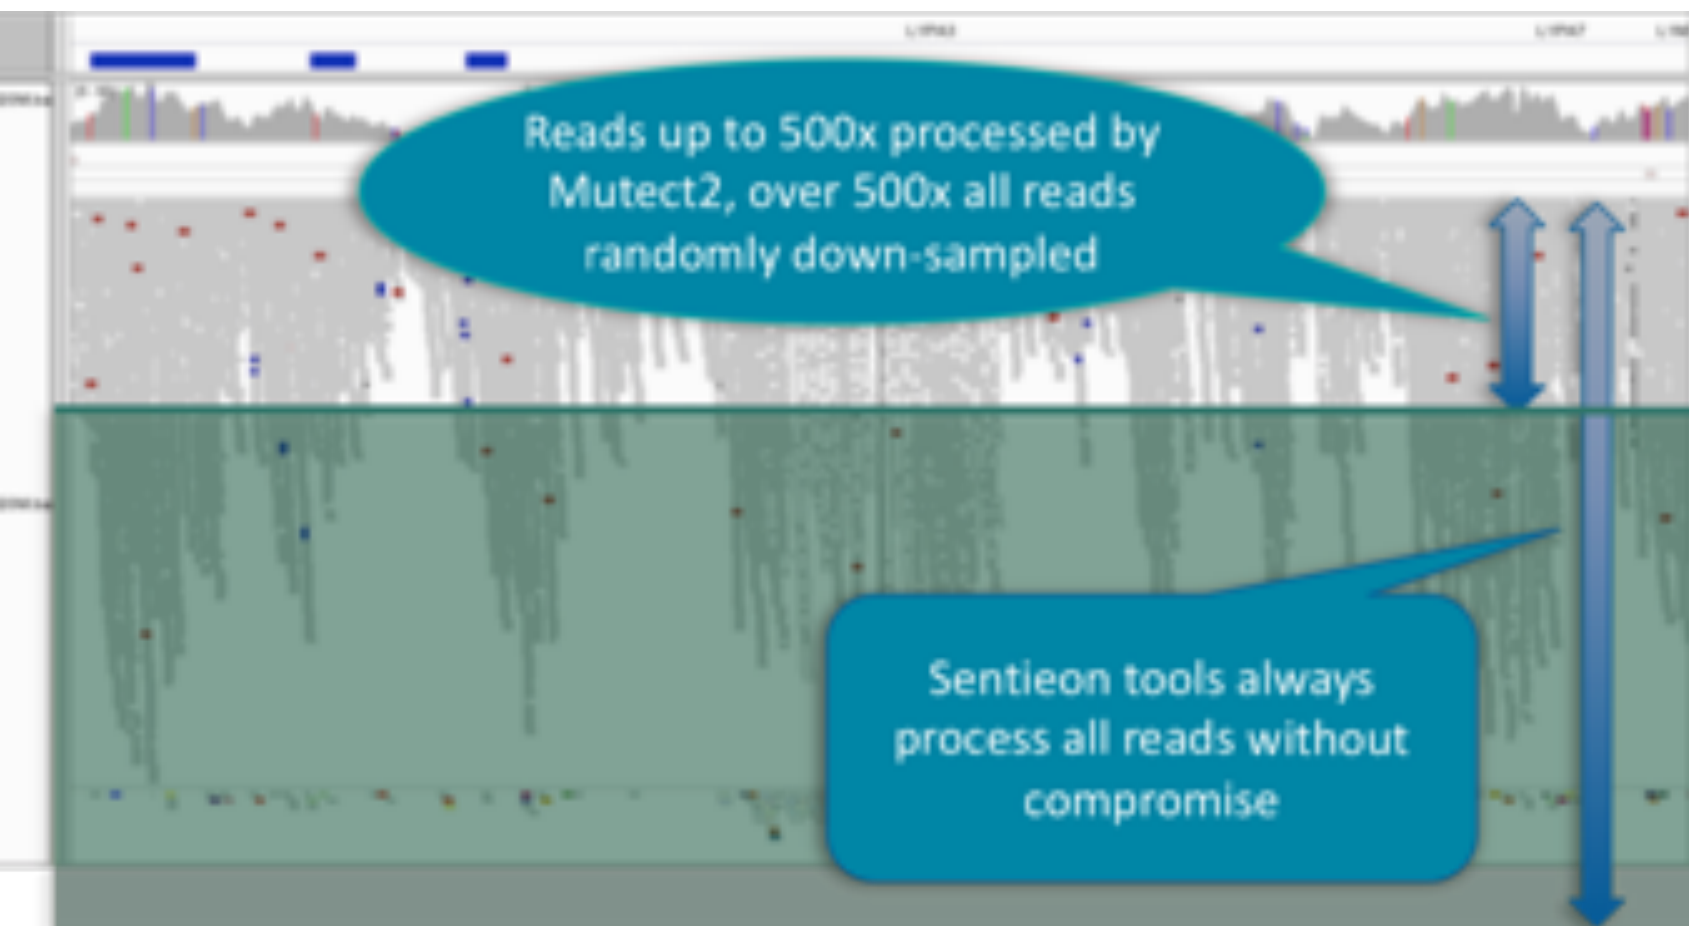 Reads up to 500x processed by
Mutect2, over 500x all reads
randomly down-sampled
Sentieon tools always
process all reads without
compromise